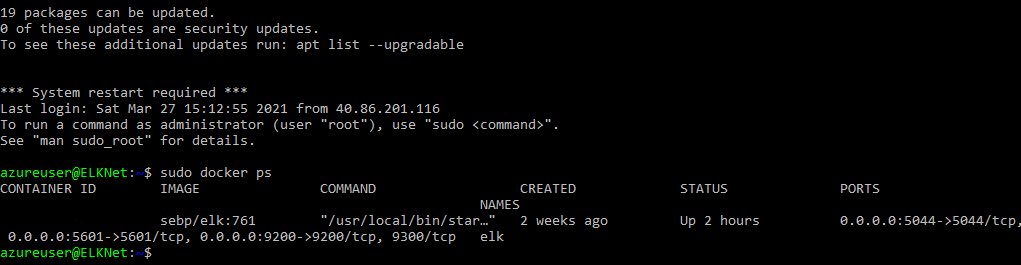 19 packages can be updated.
0 of these updates are security updates.
To see these additional updates run: apt list --upgradable
*** System restart required ***
Last login: Sat Mar 27 15:12:55 2021 from 40.86.201.116
To run a command as administrator (user "root"), use "sudo <command>".
See "man sudo_root" for details.
azureuser@ELKNet:~$ sudo docker ps
CONTAINER ID        IMAGE               COMMAND                  CREATED             STATUS              PORTS
                                                            NAMES
                    sebp/elk:761        "/usr/local/bin/star…"   2 weeks ago         Up 2 hours          0.0.0.0:5044->5044/tcp,
 0.0.0.0:5601->5601/tcp, 0.0.0.0:9200->9200/tcp, 9300/tcp   elk
azureuser@ELKNet:~$